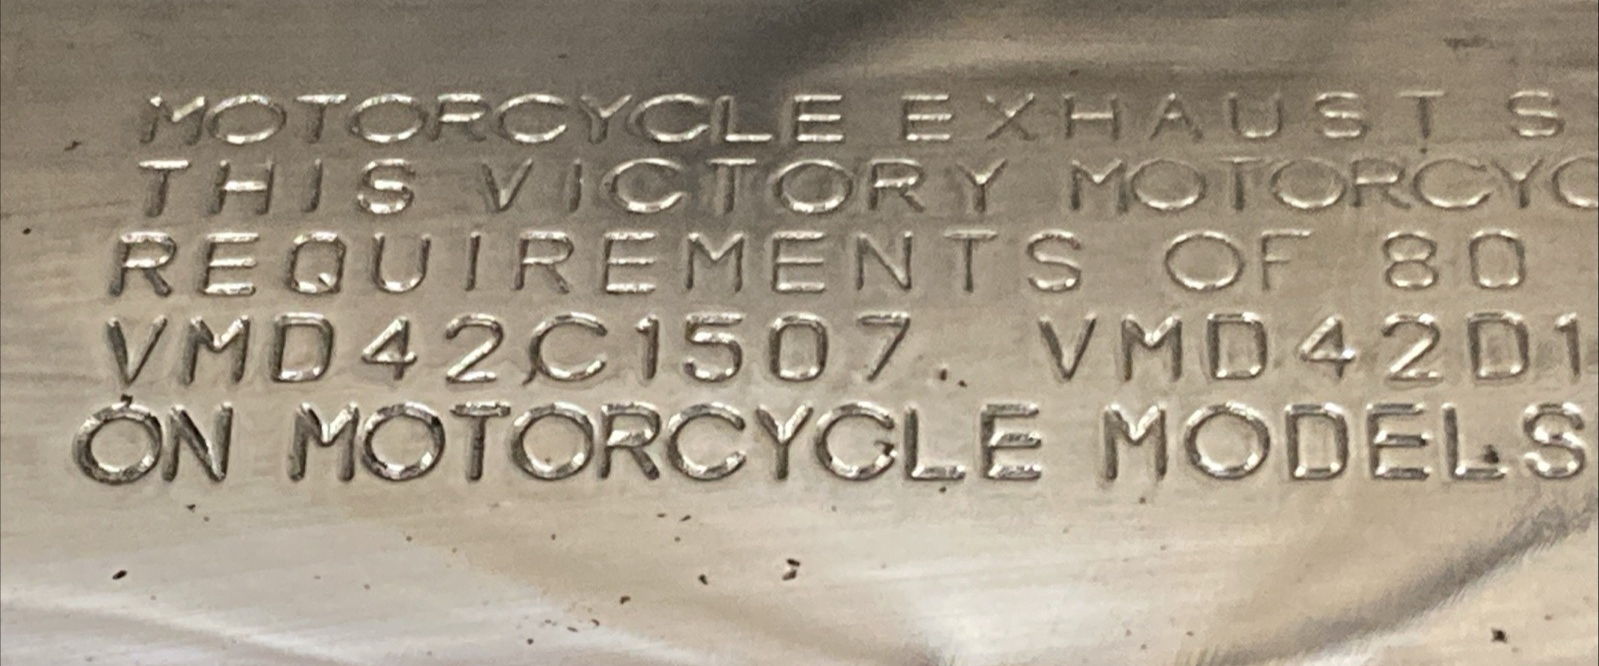 MOTORCYCLE EXHAUST S
THIS VICTORY MOTORCYC
REQUIREMENTS OF 80
VMD42C1507. VMD42D1
ON MOTORCYCLE MODELS